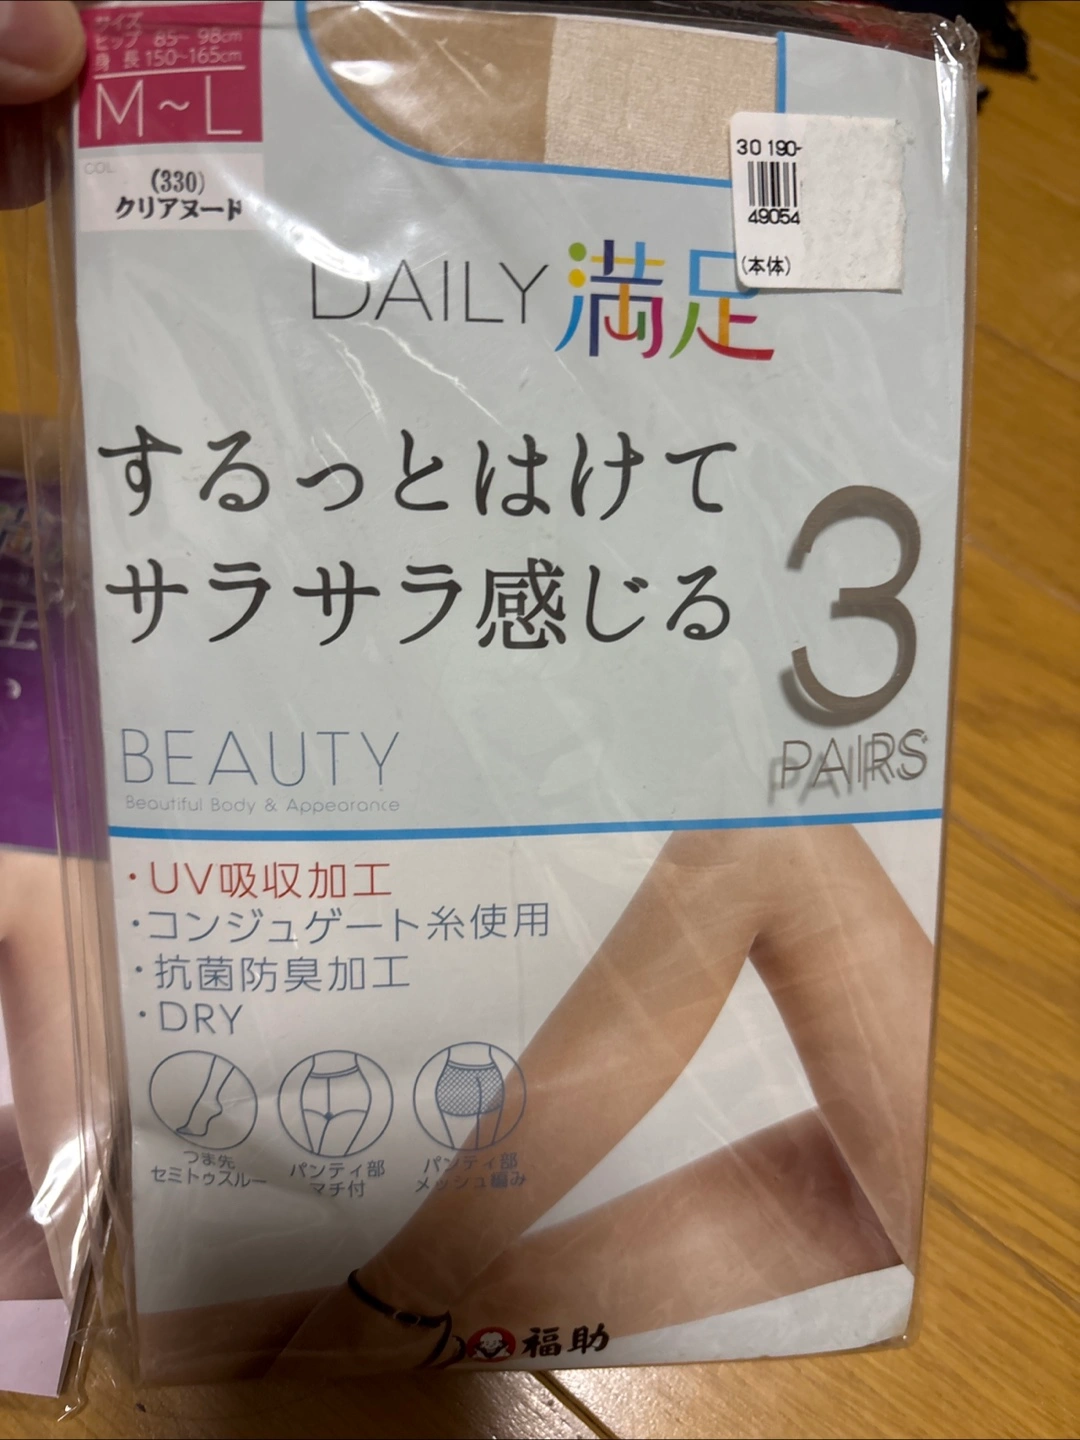 サイズ
ヒップ 85~98cm
身長 150~165cm
M~L
COL.
(330)
クリアヌード
30 190-
49054
(本体)
DAILY満足
するっとはけて
サラサラ感じる
3
PAIRS
BEAUTY
Beautiful Body & Appearance
・UV吸収加工
・コンジュゲート糸使用
・抗菌防臭加工
・DRY
つま先
セミトゥスルー
パンティ部
マチ付
パンティ部
メッシュ編み
福助